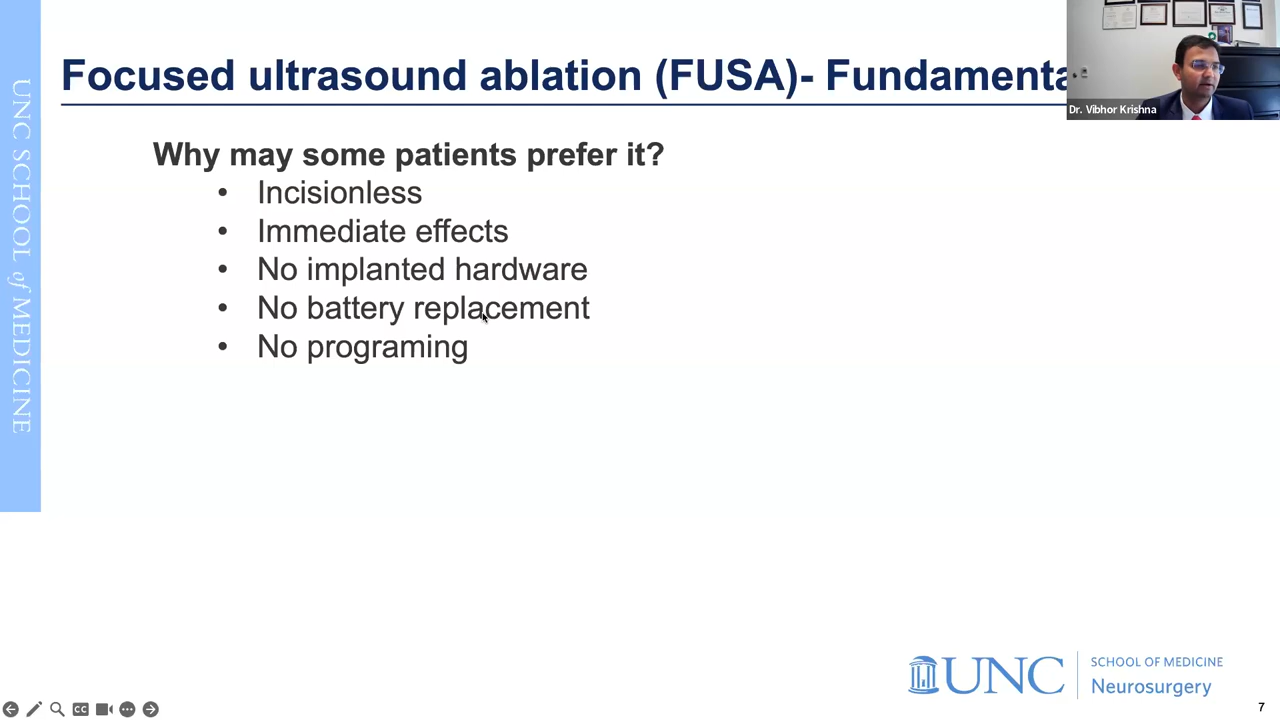 Focused ultrasound ablation (FUSA)- Fundamenta
Dr. Vibhor Krishna
UNC SCHOOL of MEDICINE
Why may some patients prefer it?
• Incisionless
• Immediate effects
• No implanted hardware
• No battery replacement
• No programing
UNC
SCHOOL OF MEDICINE
Neurosurgery
CC
7